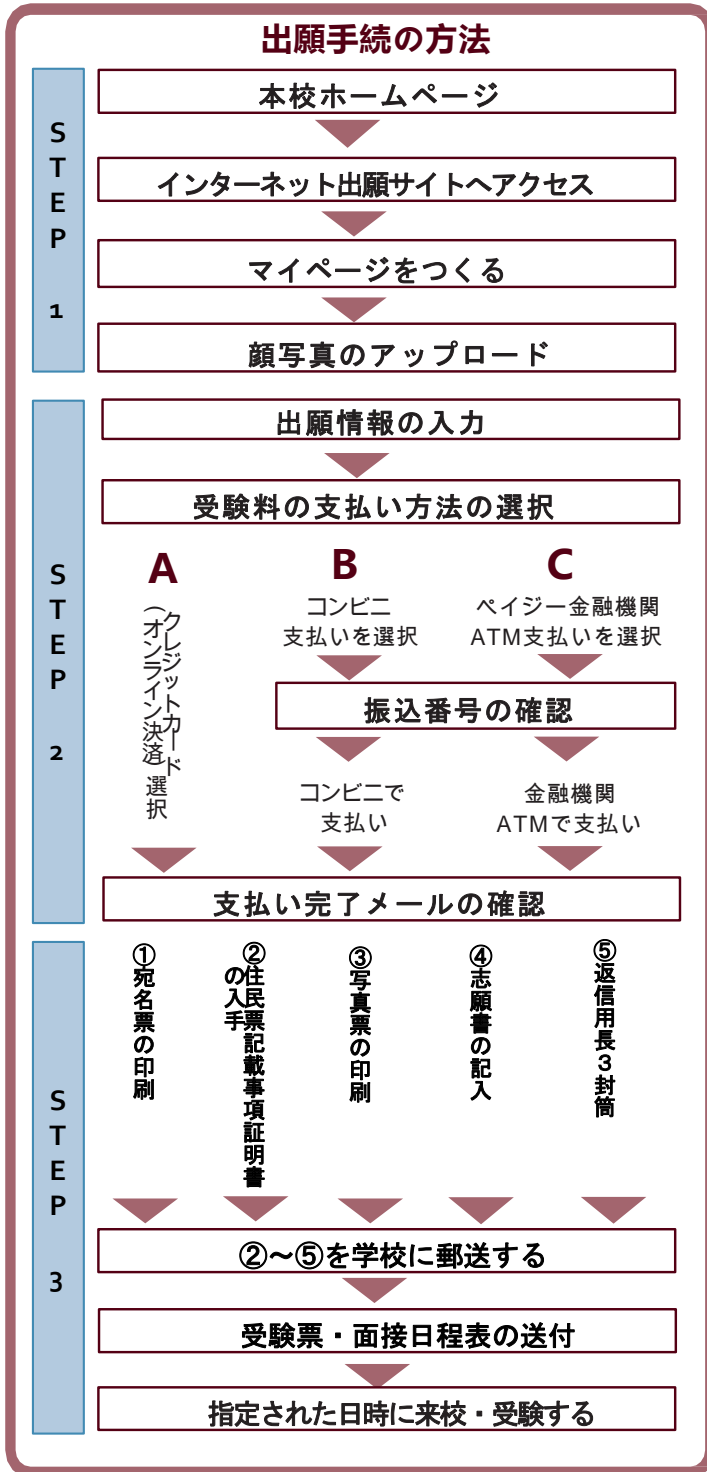 出願手続の方法
STEP 1
本校ホームページ
インターネット出願サイトへアクセス
マイページをつくる
顔写真のアップロード
STEP 2
出願情報の入力
受験料の支払い方法の選択
A
クレジットカード
(オンライン決済)選択
B
コンビニ
支払いを選択
C
ペイジー金融機関
ATM支払いを選択
振込番号の確認
コンビニで
支払い
金融機関
ATMで支払い
支払い完了メールの確認
STEP 3
①宛名票の印刷
②住民票記載事項証明書
の入手
③写真票の印刷
④志願書の記入
⑤返信用長3封筒
②～⑤を学校に郵送する
受験票・面接日程表の送付
指定された日時に来校・受験する